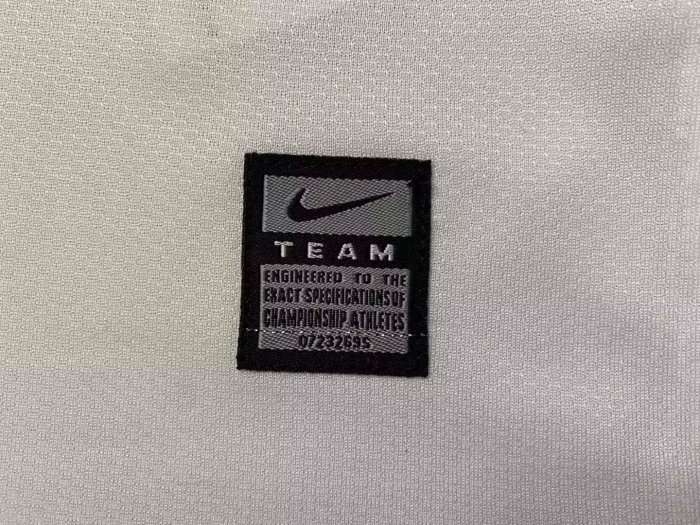 TEAM
ENGINEERED TO THE
EXACT SPECIFICATIONS OF
CHAMPIONSHIP ATHLETES
07232695